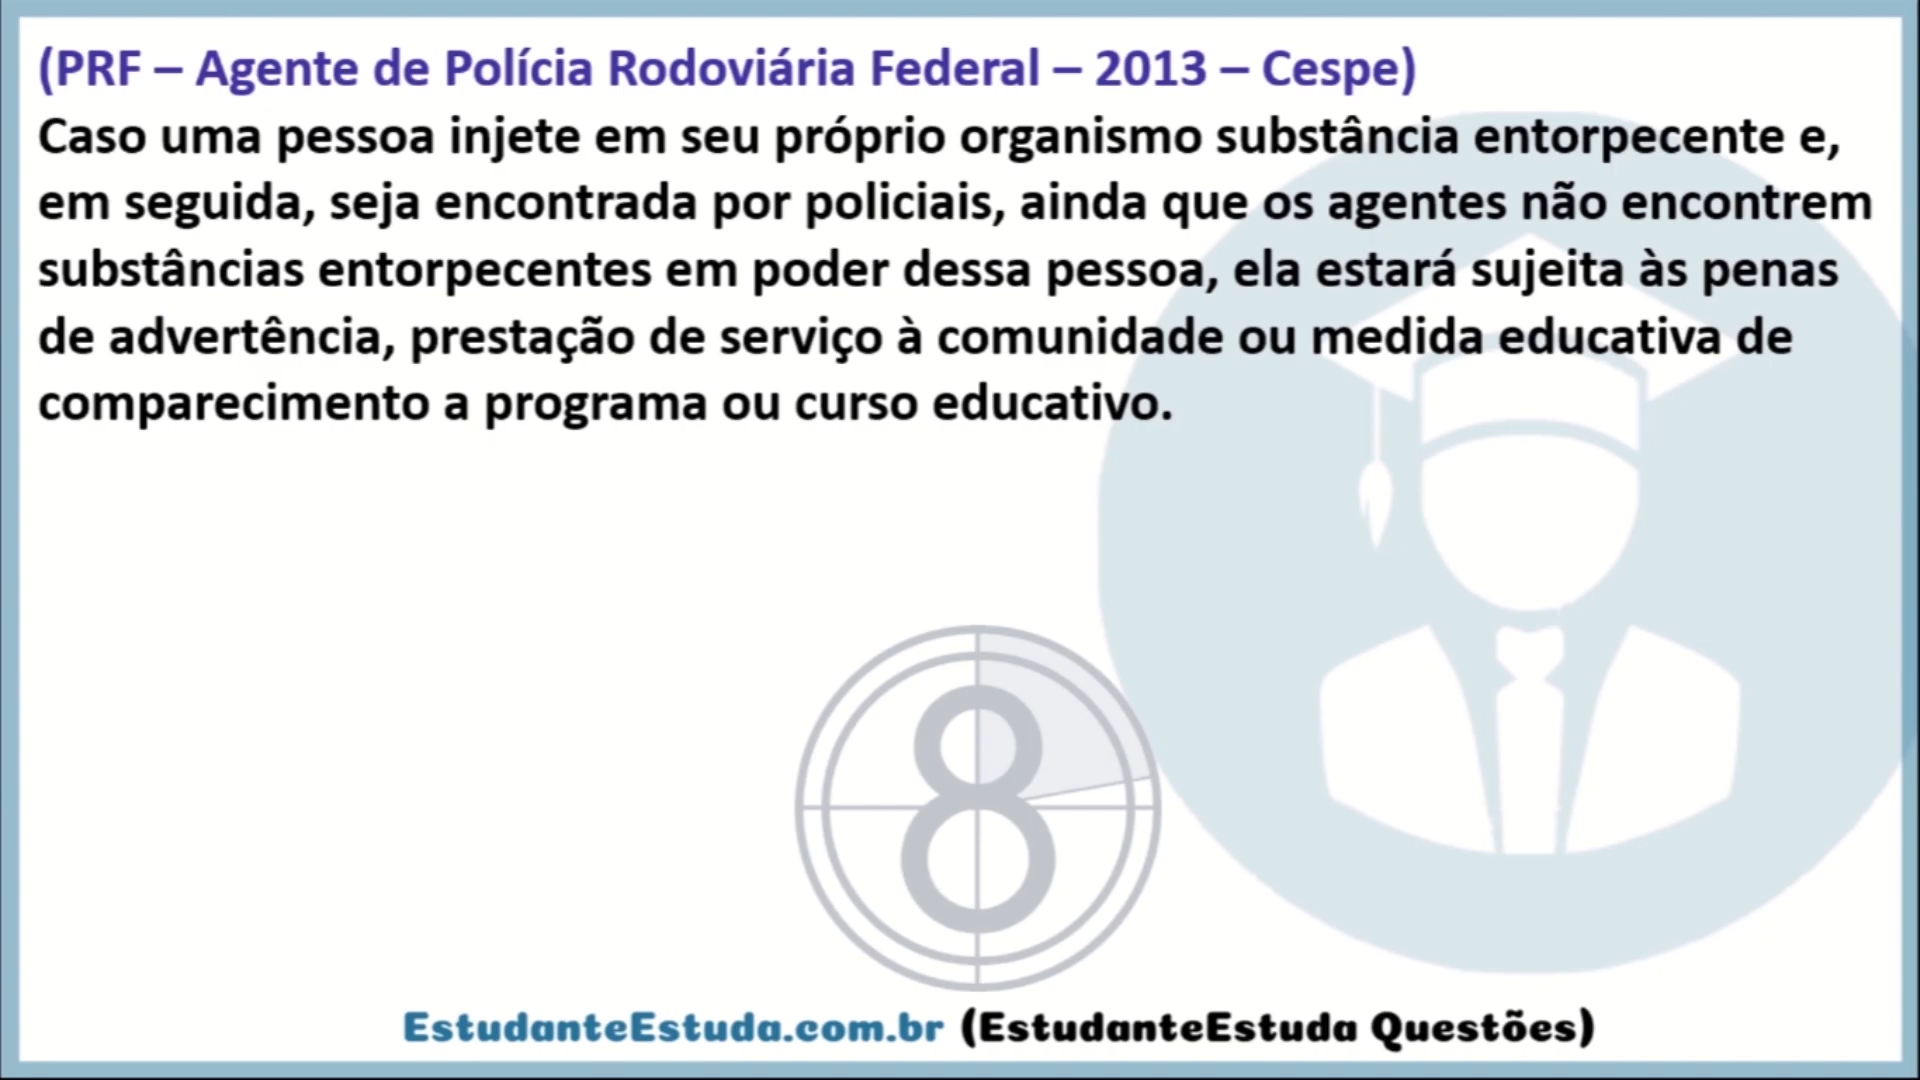 (PRF – Agente de Polícia Rodoviária Federal – 2013 – Cespe)
Caso uma pessoa injete em seu próprio organismo substância entorpecente e,
em seguida, seja encontrada por policiais, ainda que os agentes não encontrem
substâncias entorpecentes em poder dessa pessoa, ela estará sujeita às penas
de advertência, prestação de serviço à comunidade ou medida educativa de
comparecimento a programa ou curso educativo.
8
EstudanteEstuda.com.br (EstudanteEstuda Questões)